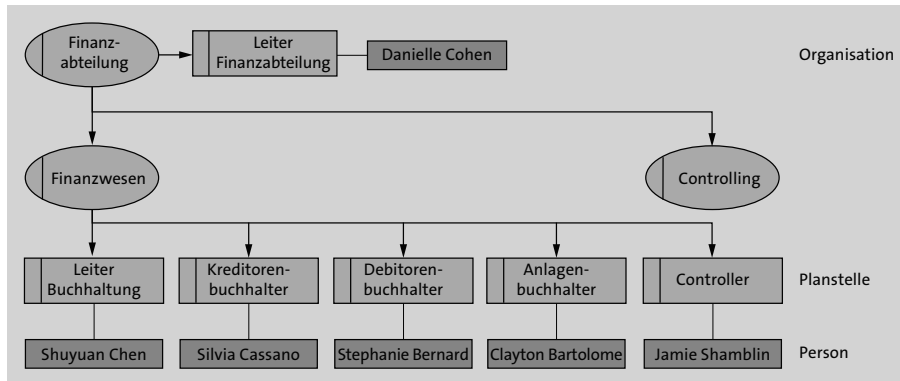 Finanz-
abteilung
Leiter
Finanzabteilung
Danielle Cohen
Organisation
Finanzwesen
Controlling
Leiter
Buchhaltung
Kreditoren-
buchhalter
Debitoren-
buchhalter
Anlagen-
buchhalter
Controller
Planstelle
Shuyuan Chen
Silvia Cassano
Stephanie Bernard
Clayton Bartolome
Jamie Shamblin
Person